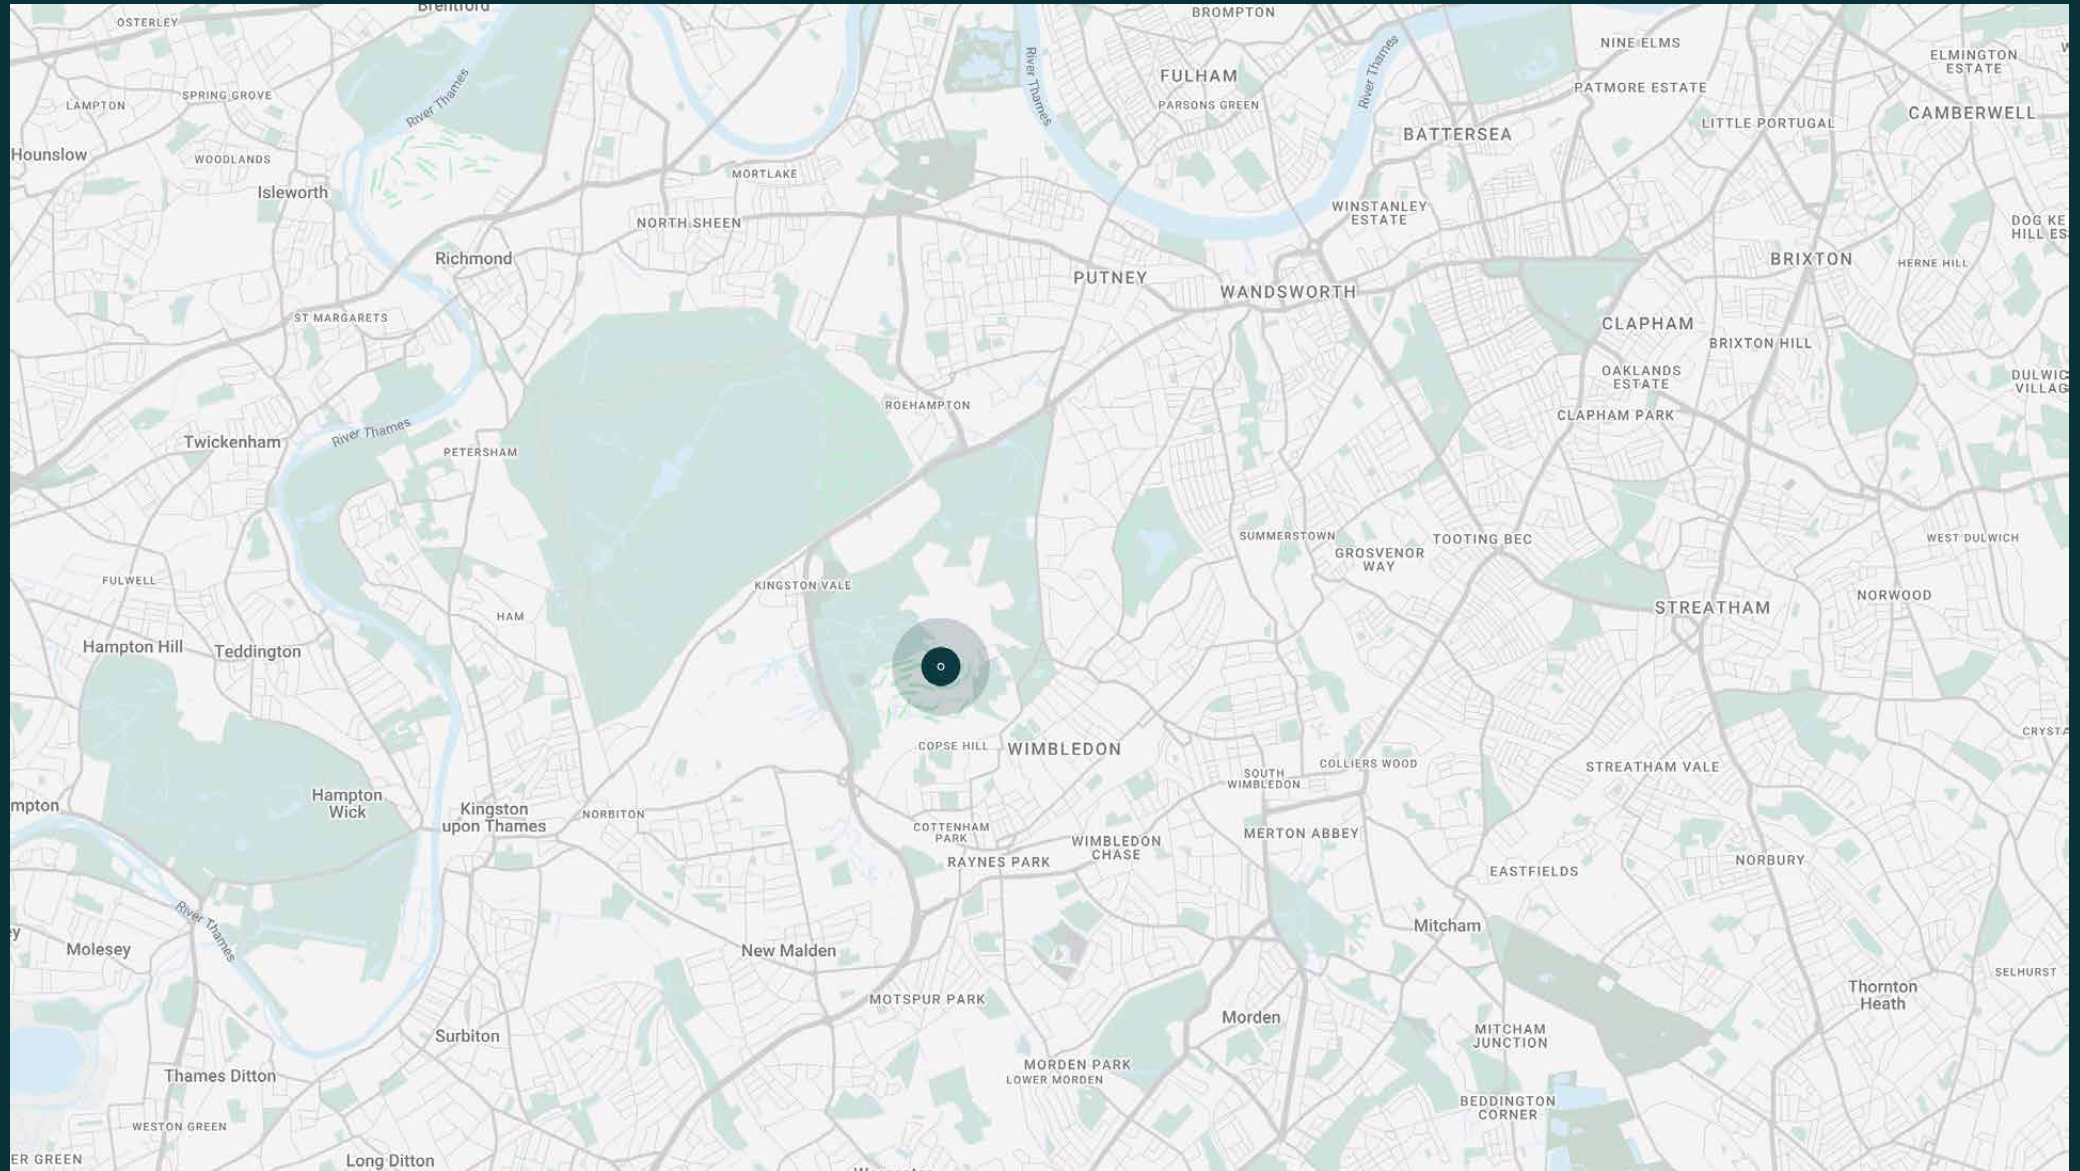 Brentford
OSTERLEY
BROMPTON
NINE ELMS
ELMINGTON
ESTATE
River Thames
River Thames
River Thames
FULHAM
PARSONS GREEN
PATMORE ESTATE
SPRING GROVE
LAMPTON
CAMBERWELL
LITTLE PORTUGAL
BATTERSEA
Hounslow
WOODLANDS
Isleworth
MORTLAKE
NORTH SHEEN
WINSTANLEY
ESTATE
DOG KE
HILL ES
Richmond
PUTNEY
WANDSWORTH
BRIXTON
HERNE HILL
ST MARGARETS
CLAPHAM
BRIXTON HILL
OAKLANDS
ESTATE
DULWIC
VILLAG
ROEHAMPTON
CLAPHAM PARK
River Thames
Twickenham
PETERSHAM
SUMMERSTOWN
GROSVENOR
WAY
TOOTING BEC
WEST DULWICH
FULWELL
KINGSTON VALE
NORWOOD
HAM
STREATHAM
Hampton Hill
Teddington
COPSE HILL
WIMBLEDON
CRYSTA
SOUTH
WIMBLEDON
COLLIERS WOOD
STREATHAM VALE
Hampton
Wick
mpton
Kingston
upon Thames
NORBITON
COTTENHAM
PARK
RAYNES PARK
WIMBLEDON
CHASE
MERTON ABBEY
NORBURY
EASTFIELDS
River Thames
ey
Molesey
New Malden
Mitcham
SELHURST
MOTSPUR PARK
Thornton
Heath
Morden
Surbiton
MITCHAM
JUNCTION
MORDEN PARK
LOWER MORDEN
Thames Ditton
BEDDINGTON
CORNER
WESTON GREEN
ER GREEN
Long Ditton